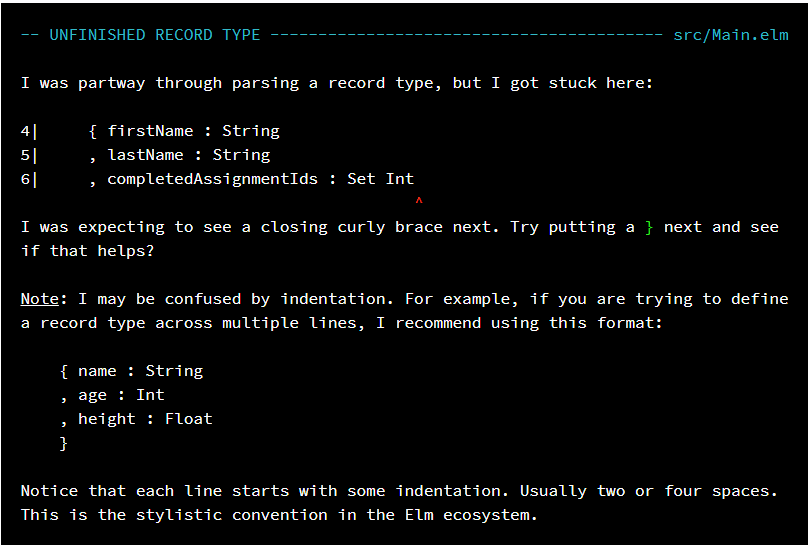 -- UNFINISHED RECORD TYPE ----------------------------------------- src/Main.elm
I was partway through parsing a record type, but I got stuck here:
4|     { firstName : String
5|     , lastName : String
6|     , completedAssignmentIds : Set Int
^
I was expecting to see a closing curly brace next. Try putting a } next and see
if that helps?
Note: I may be confused by indentation. For example, if you are trying to define
a record type across multiple lines, I recommend using this format:
{ name : String
, age : Int
, height : Float
}
Notice that each line starts with some indentation. Usually two or four spaces.
This is the stylistic convention in the Elm ecosystem.